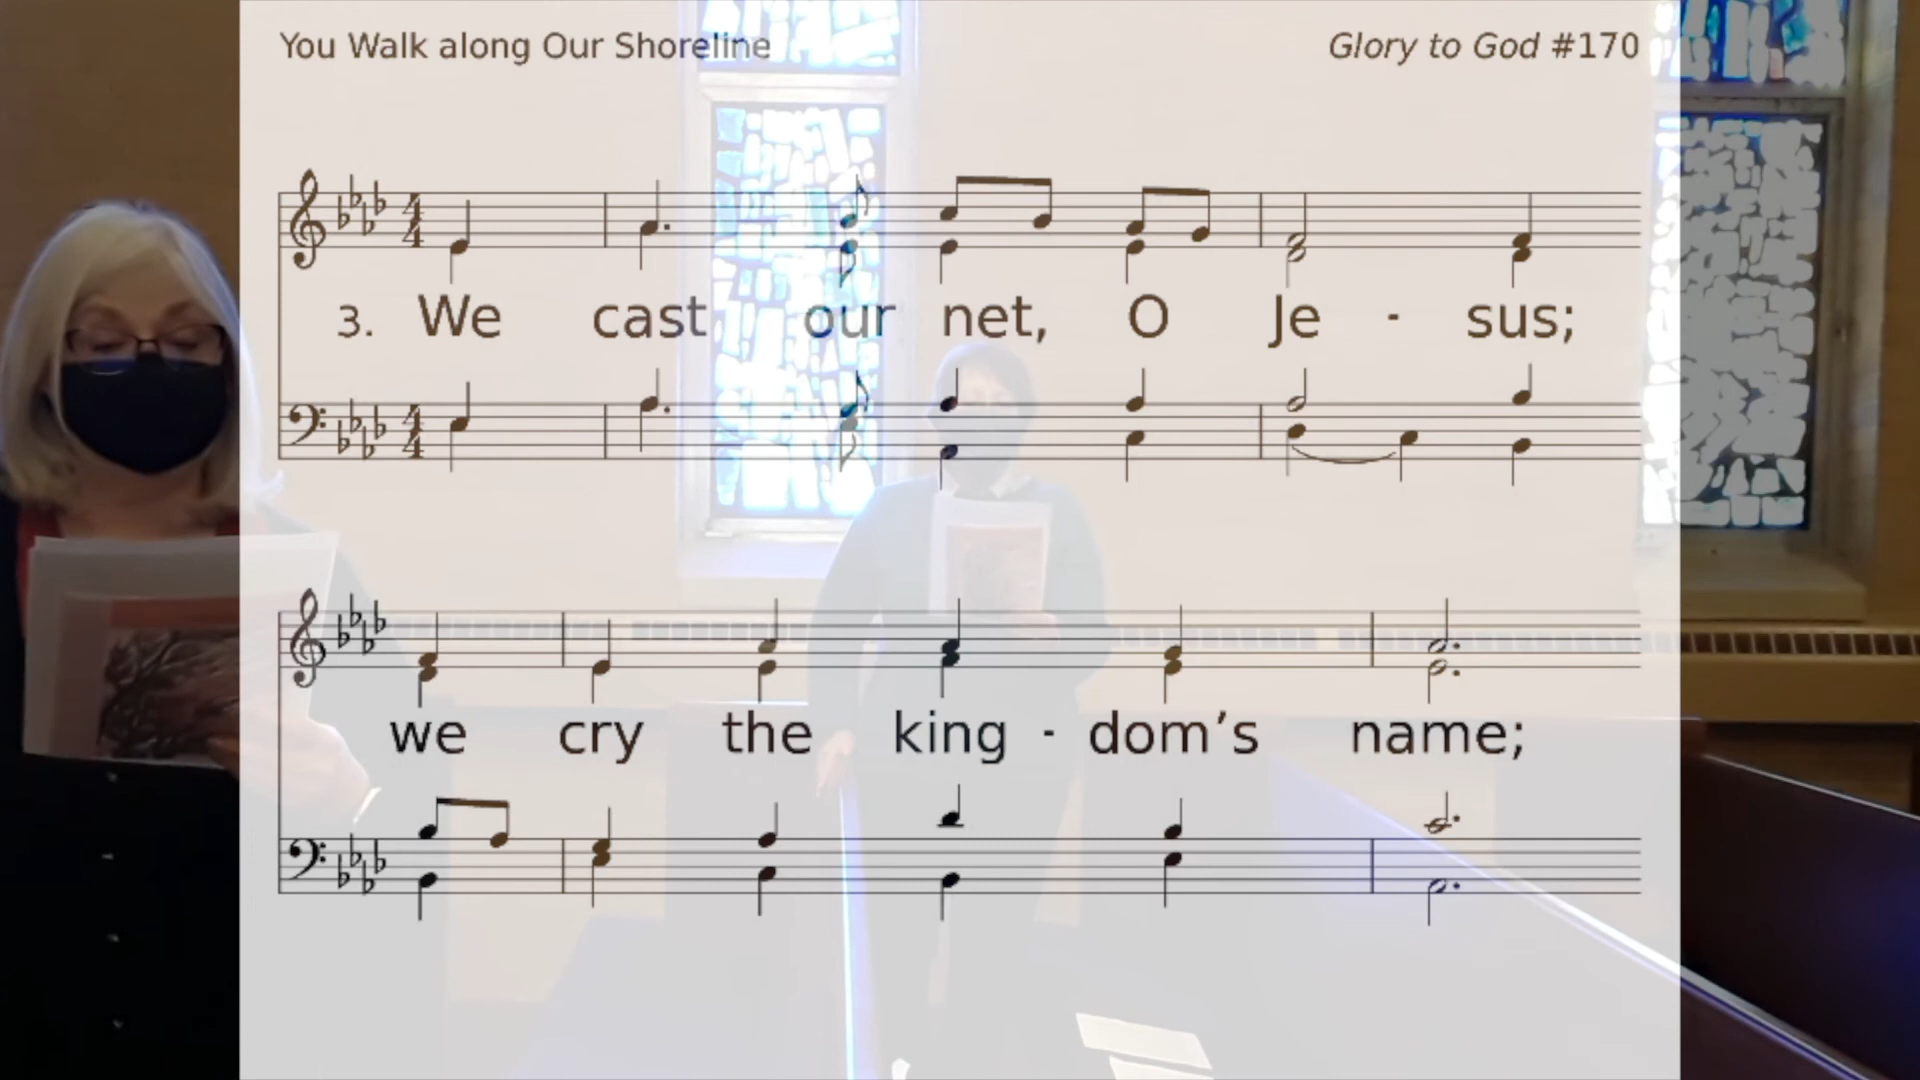 You Walk along Our Shoreline
Glory to God #170
3. We cast our net, O Je - sus;
we cry the king - dom’s name;